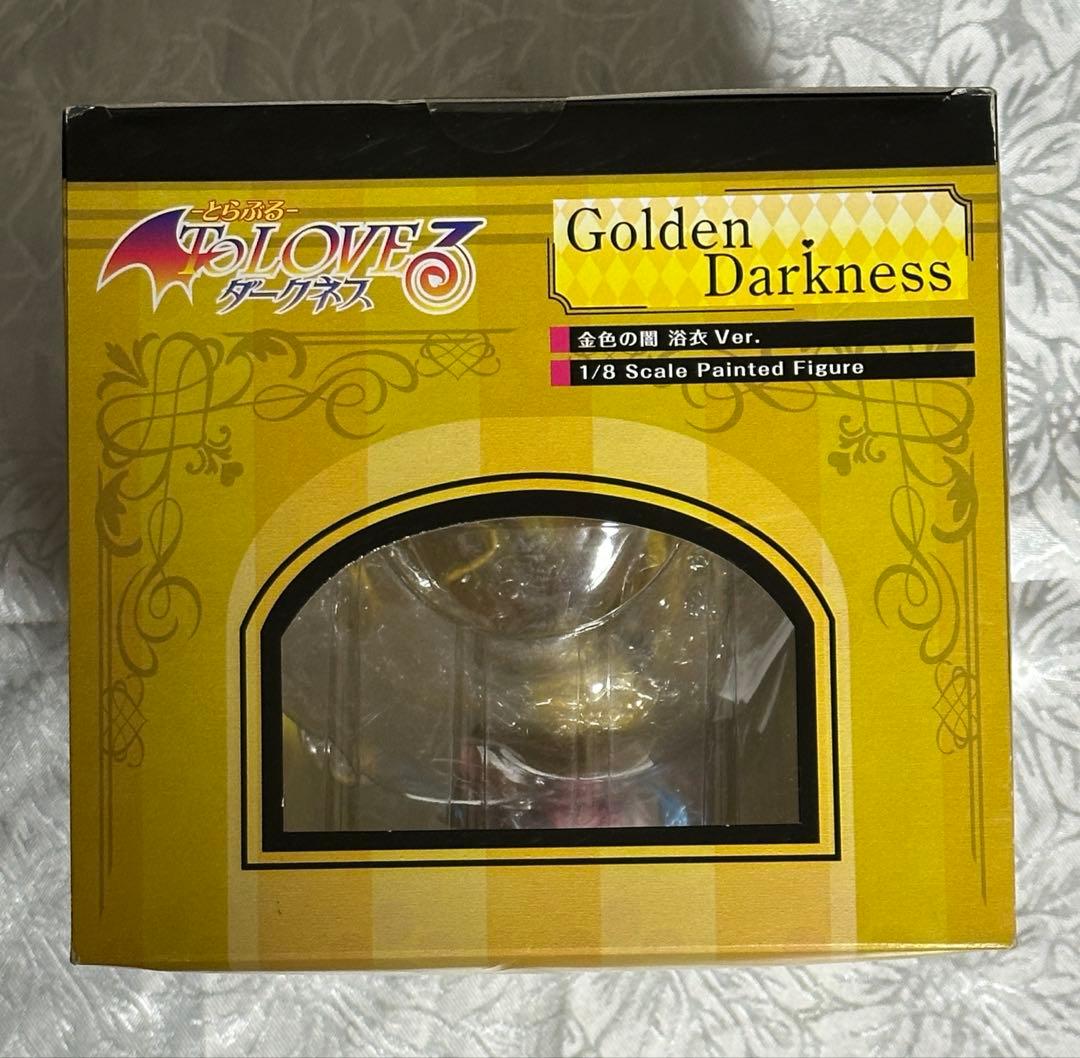 -とらぶる-
To LOVEる
ダークネス
Golden
Darkness
金色の闇 浴衣 Ver.
1/8 Scale Painted Figure